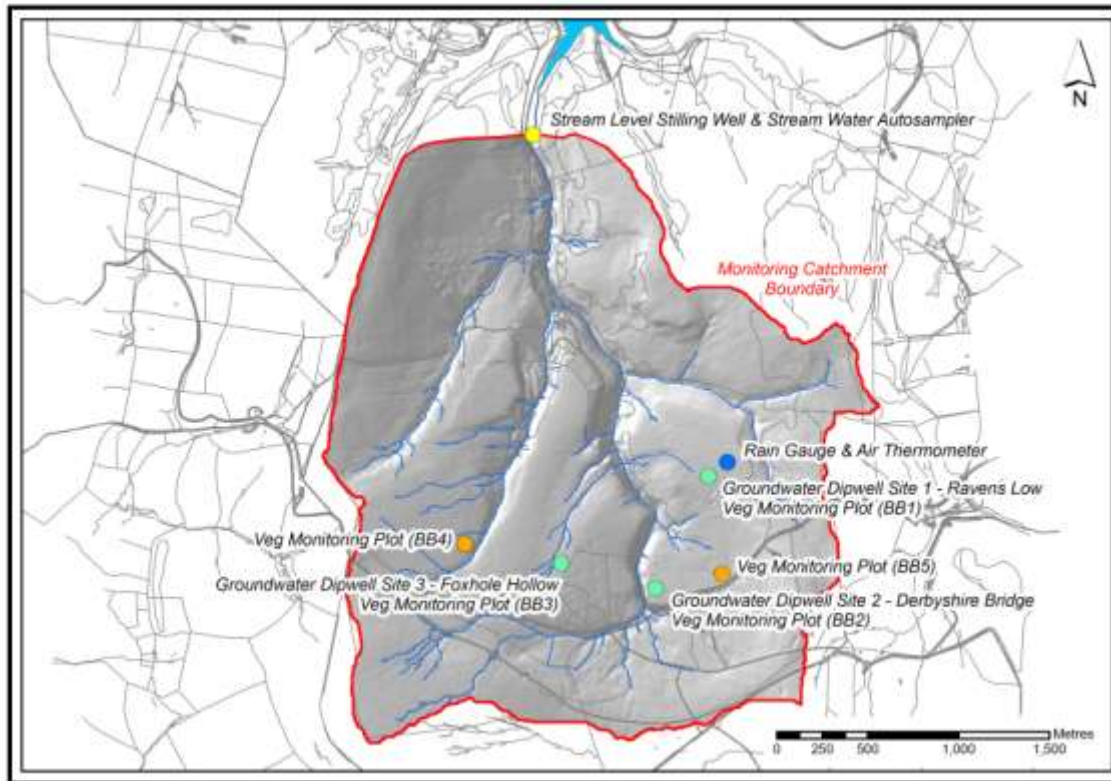 N
Stream Level Stilling Well & Stream Water Autosampler
Monitoring Catchment
Boundary
Rain Gauge & Air Thermometer
Groundwater Dipwell Site 1 - Ravens Low
Veg Monitoring Plot (BB1)
Veg Monitoring Plot (BB4)
Veg Monitoring Plot (BB5)
Groundwater Dipwell Site 3 - Foxhole Hollow
Veg Monitoring Plot (BB3)
Groundwater Dipwell Site 2 - Derbyshire Bridge
Veg Monitoring Plot (BB2)
Metres
0 250 500 1,000 1,500